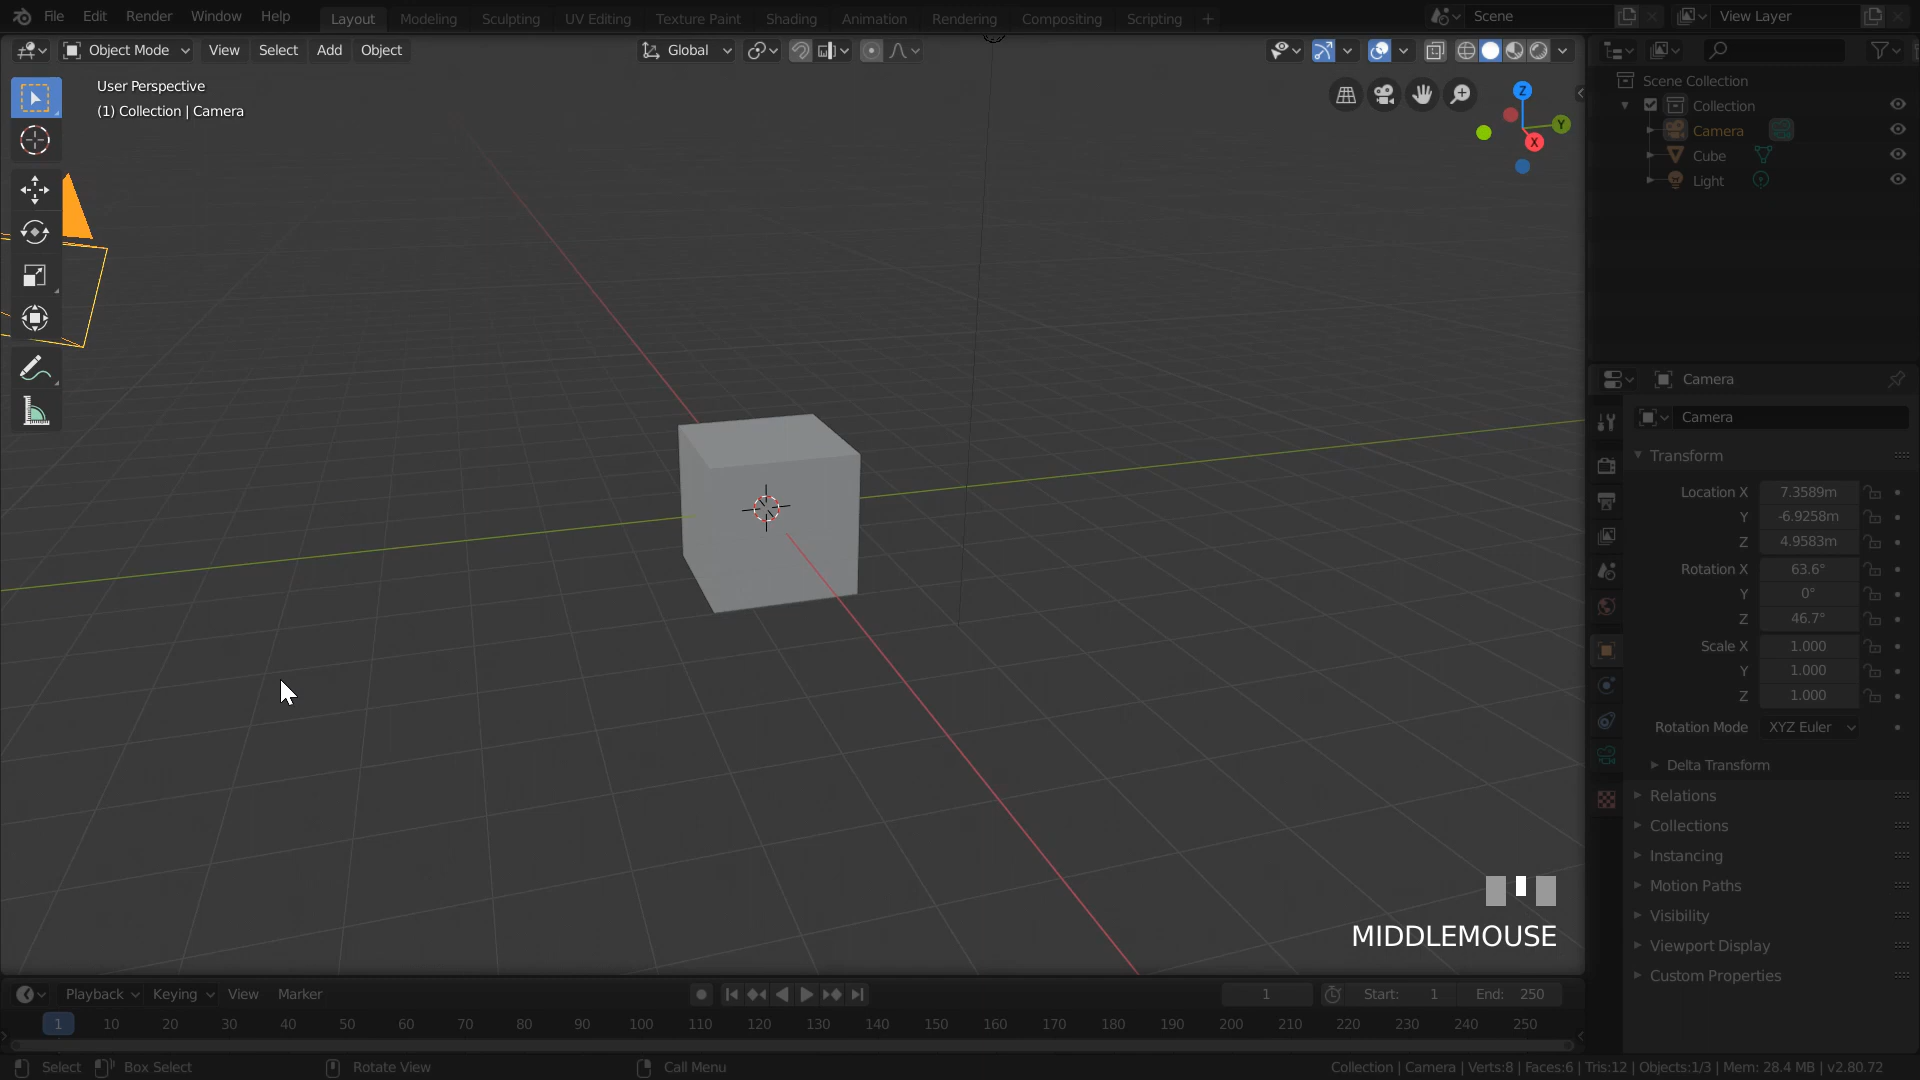 File Edit Render Window Help Layout Modeling Sculpting UV Editing Texture Paint Shading Animation Rendering Compositing Scripting + Scene View Layer
Object Mode View Select Add Object Global
User Perspective
(1) Collection | Camera
Z
Y
X
Scene Collection
Collection
Camera
Cube
Light
Camera
Camera
Transform
Location X 7.3589m
Y -6.9258m
Z 4.9583m
Rotation X 63.6°
Y 0°
Z 46.7°
Scale X 1.000
Y 1.000
Z 1.000
Rotation Mode XYZ Euler
Delta Transform
Relations
Collections
Instancing
Motion Paths
Visibility
Viewport Display
Custom Properties
MIDDLEMOUSE
Playback Keying View Marker 1 Start: 1 End: 250
1 10 20 30 40 50 60 70 80 90 100 110 120 130 140 150 160 170 180 190 200 210 220 230 240 250
Select Box Select Rotate View Call Menu Collection | Camera | Verts:8 | Faces:6 | Tris:12 | Objects:1/3 | Mem: 28.4 MB | v2.80.72